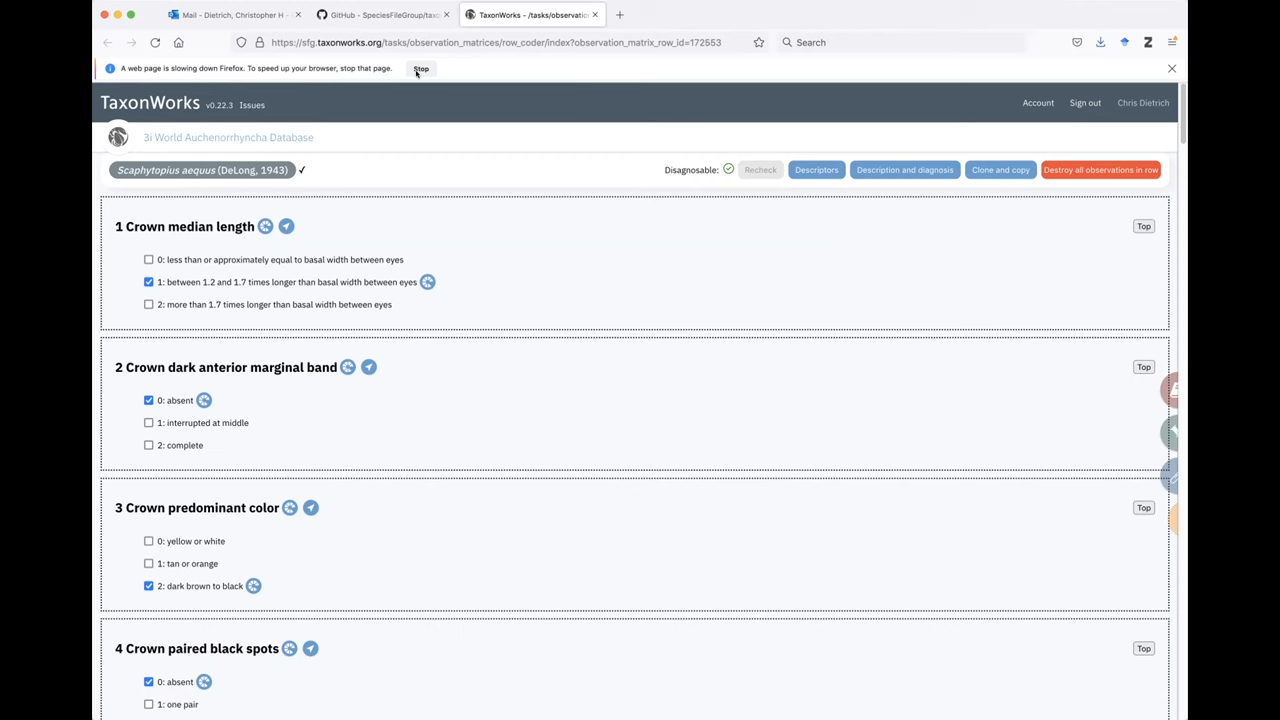 Mail - Dietrich, Christopher H -
GitHub - SpeciesFileGroup/taxo
TaxonWorks - /tasks/observatio
https://sfg.taxonworks.org/tasks/observation_matrices/row_coder/index?observation_matrix_row_id=172553
Search
A web page is slowing down Firefox. To speed up your browser, stop that page.
Stop
TaxonWorks v0.22.3 Issues
Account Sign out Chris Dietrich
3i World Auchenorrhyncha Database
Scaphytopius aequus (DeLong, 1943) ✓
Disagnosable: Recheck Descriptors Description and diagnosis Clone and copy Destroy all observations in row
1 Crown median length
Top
0: less than or approximately equal to basal width between eyes
1: between 1.2 and 1.7 times longer than basal width between eyes
2: more than 1.7 times longer than basal width between eyes
2 Crown dark anterior marginal band
Top
0: absent
1: interrupted at middle
2: complete
3 Crown predominant color
Top
0: yellow or white
1: tan or orange
2: dark brown to black
4 Crown paired black spots
Top
0: absent
1: one pair